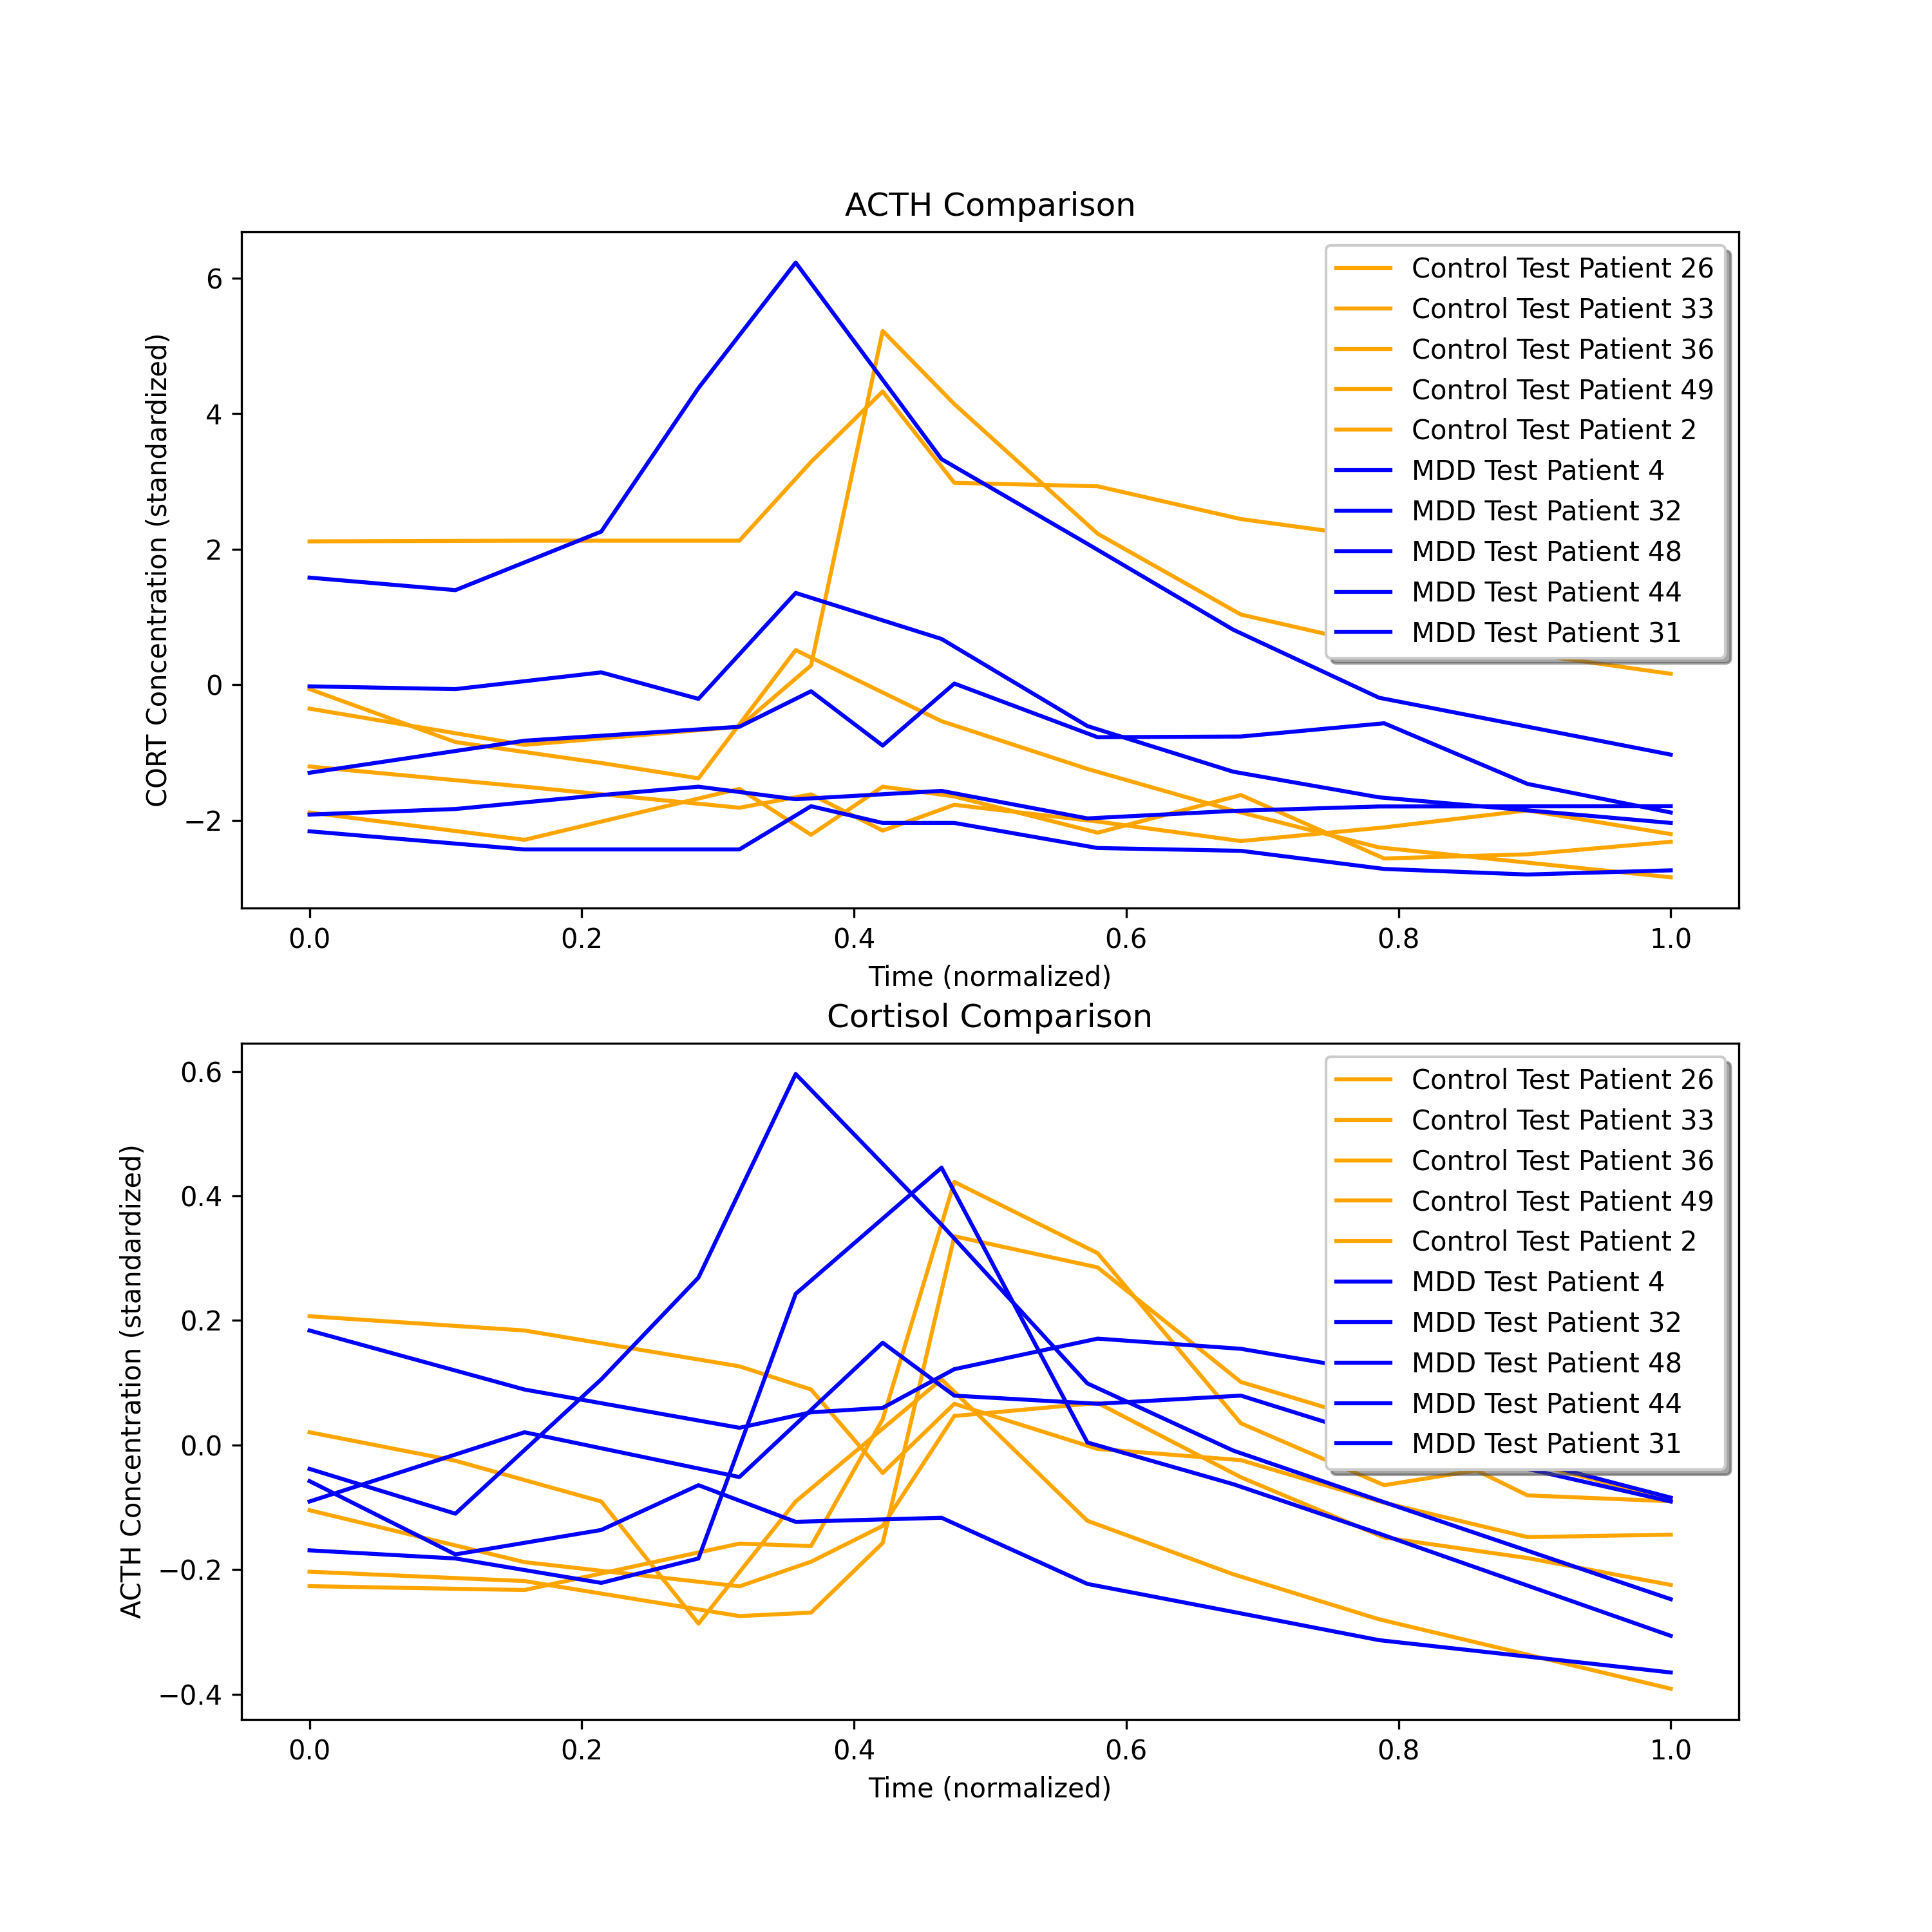 ACTH Comparison
CORT Concentration (standardized)
6
4
2
0
−2
Control Test Patient 26
Control Test Patient 33
Control Test Patient 36
Control Test Patient 49
Control Test Patient 2
MDD Test Patient 4
MDD Test Patient 32
MDD Test Patient 48
MDD Test Patient 44
MDD Test Patient 31
0.0 0.2 0.4 0.6 0.8 1.0
Time (normalized)
Cortisol Comparison
ACTH Concentration (standardized)
0.6
0.4
0.2
0.0
−0.2
−0.4
Control Test Patient 26
Control Test Patient 33
Control Test Patient 36
Control Test Patient 49
Control Test Patient 2
MDD Test Patient 4
MDD Test Patient 32
MDD Test Patient 48
MDD Test Patient 44
MDD Test Patient 31
0.0 0.2 0.4 0.6 0.8 1.0
Time (normalized)